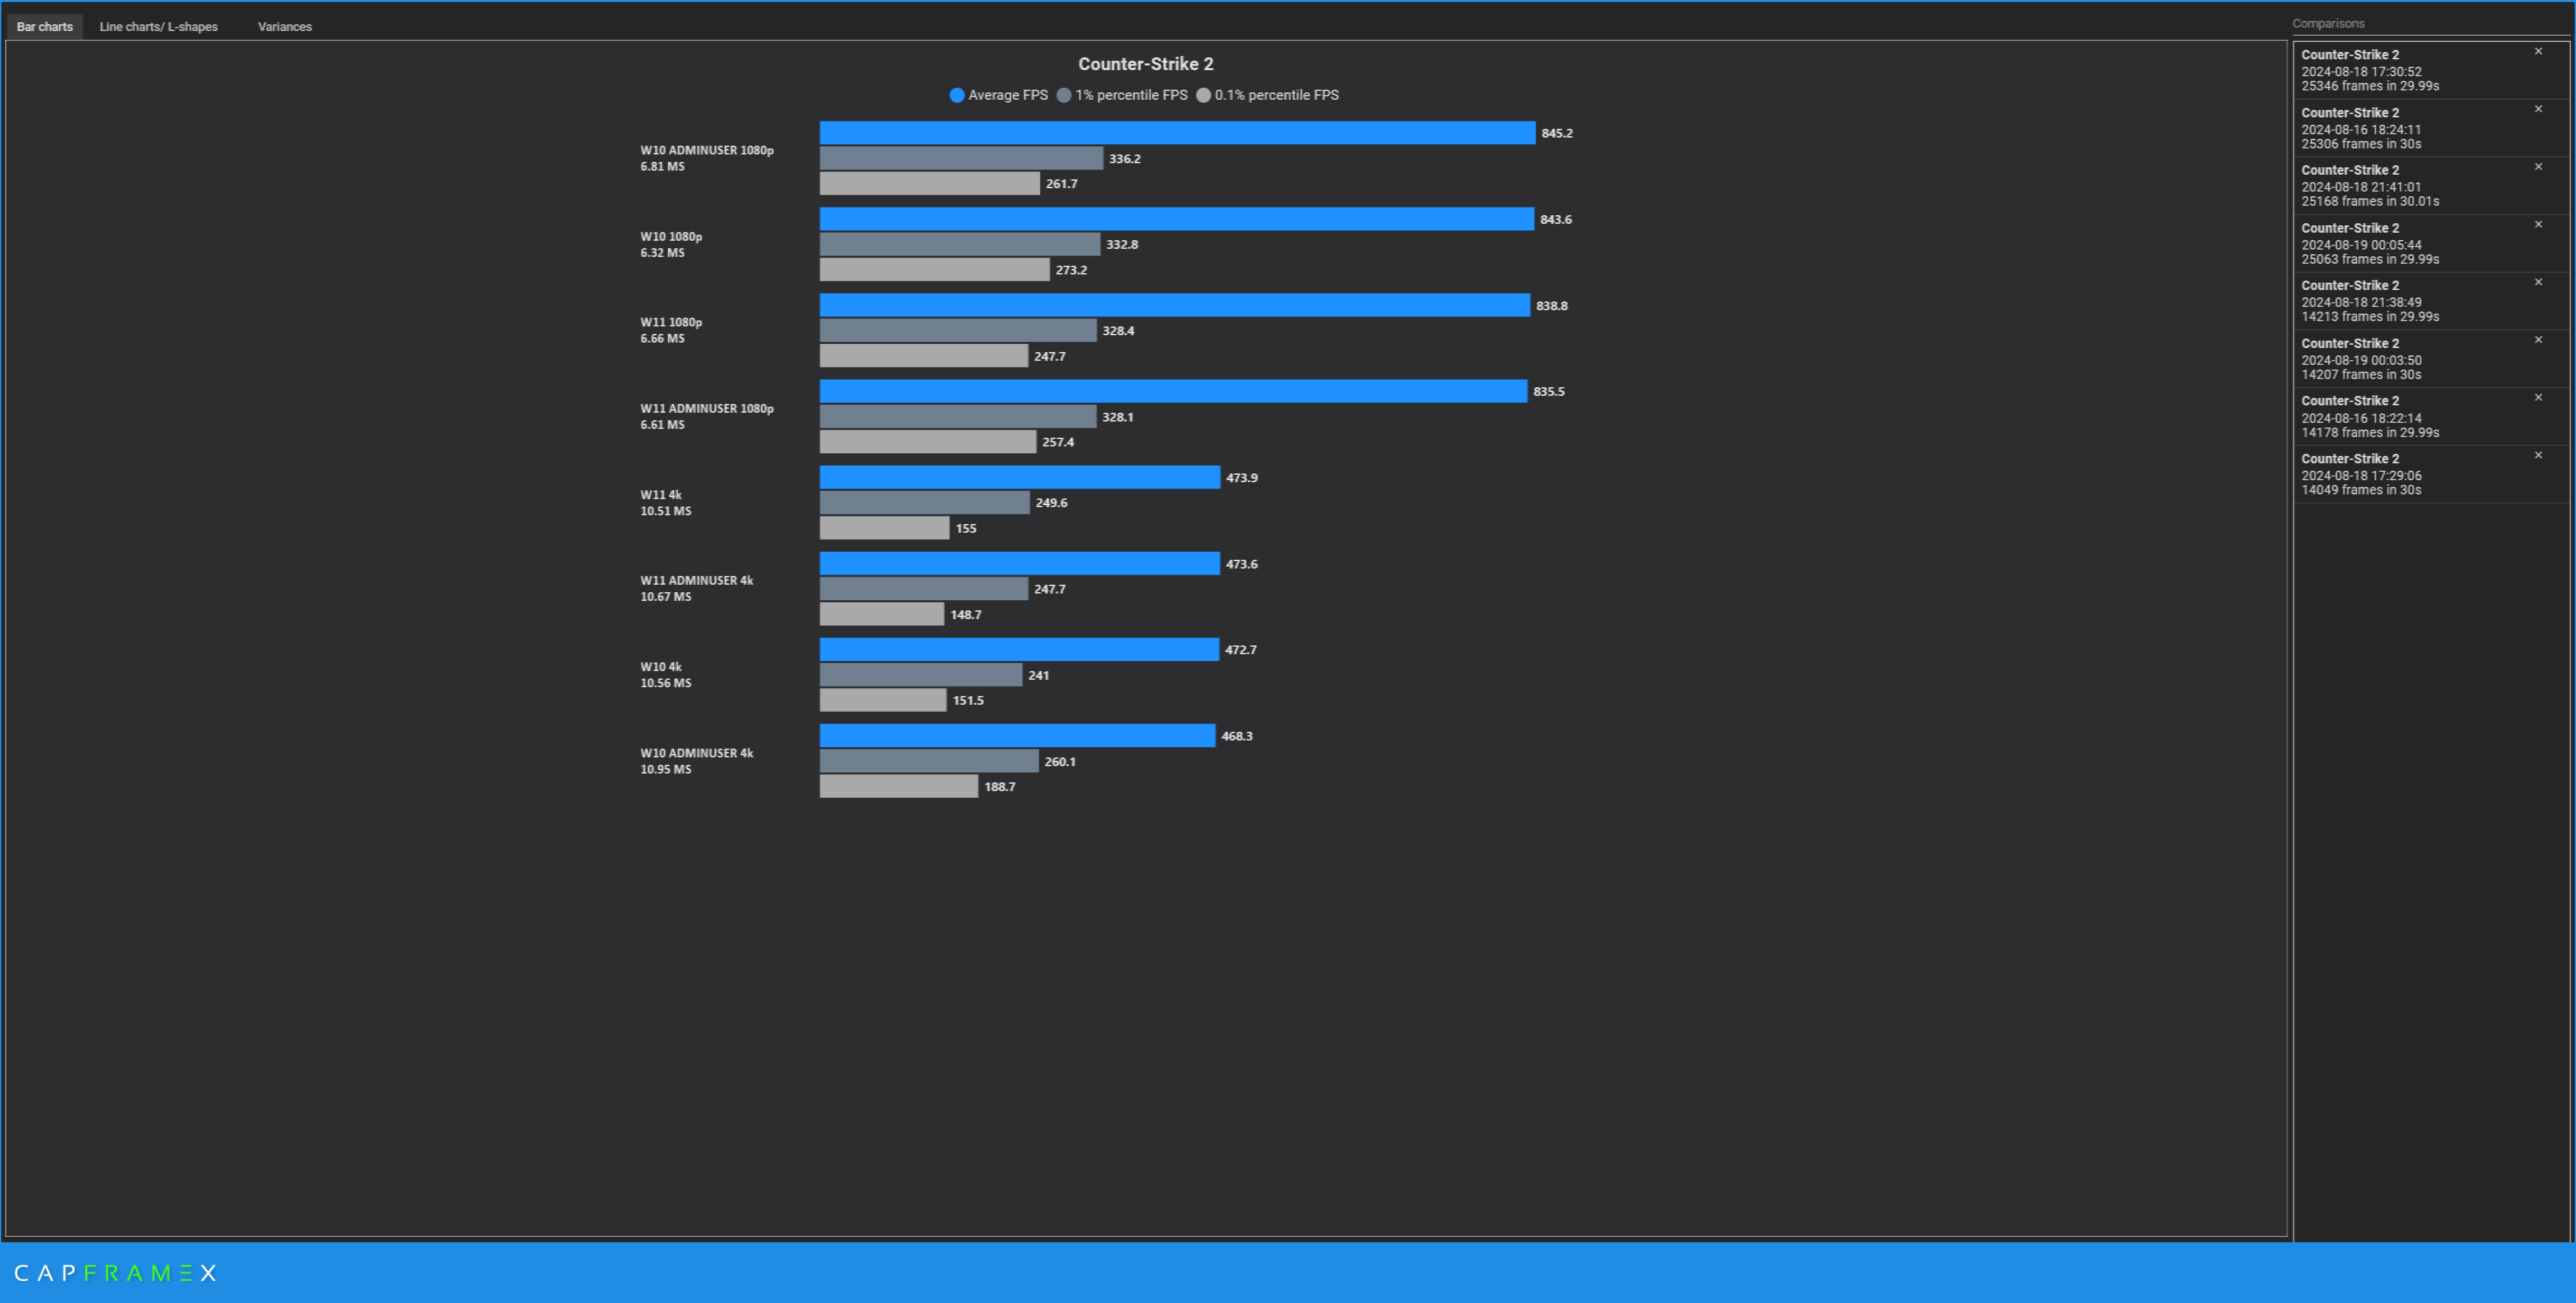 Bar charts
Line charts/ L-shapes
Variances
Counter-Strike 2
Average FPS
1% percentile FPS
0.1% percentile FPS
W10 ADMINUSER 1080p
6.81 MS
845.2
336.2
261.7
W10 1080p
6.32 MS
843.6
332.8
273.2
W11 1080p
6.66 MS
838.8
328.4
247.7
W11 ADMINUSER 1080p
6.61 MS
835.5
328.1
257.4
W11 4k
10.51 MS
473.9
249.6
155
W11 ADMINUSER 4k
10.67 MS
473.6
247.7
148.7
W10 4k
10.56 MS
472.7
241
151.5
W10 ADMINUSER 4k
10.95 MS
468.3
260.1
188.7
Comparisons
Counter-Strike 2
2024-08-18 17:30:52
25346 frames in 29.99s
Counter-Strike 2
2024-08-16 18:24:11
25306 frames in 30s
Counter-Strike 2
2024-08-18 21:41:01
25168 frames in 30.01s
Counter-Strike 2
2024-08-19 00:05:44
25063 frames in 29.99s
Counter-Strike 2
2024-08-18 21:38:49
14213 frames in 29.99s
Counter-Strike 2
2024-08-19 00:03:50
14207 frames in 30s
Counter-Strike 2
2024-08-16 18:22:14
14178 frames in 29.99s
Counter-Strike 2
2024-08-18 17:29:06
14049 frames in 30s
CAPFRAMEX